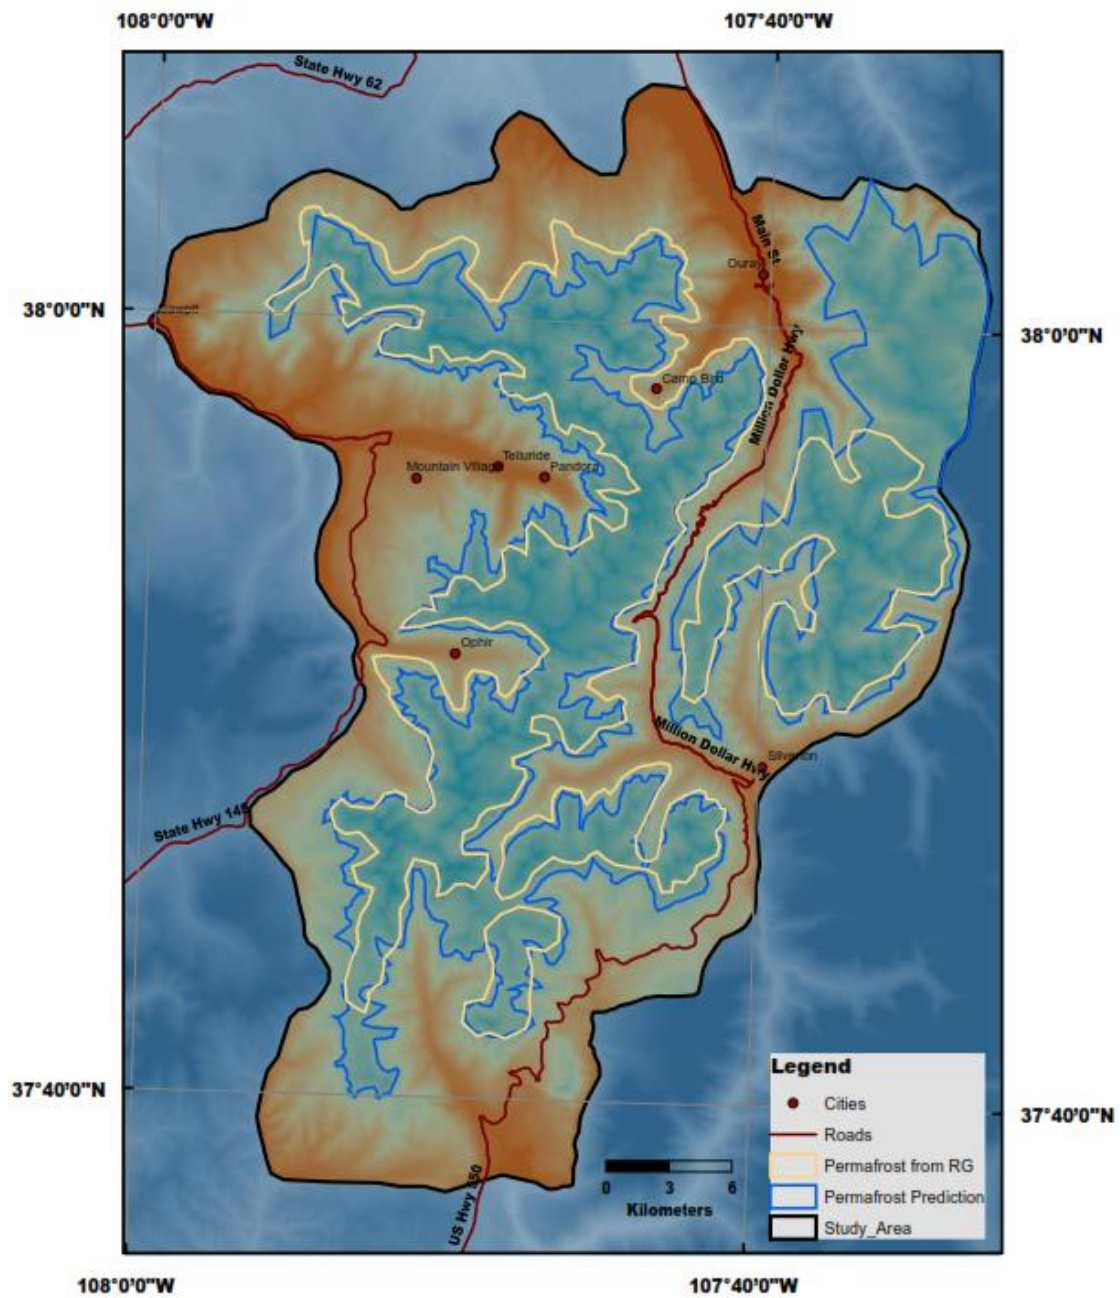 108°0'0"W
107°40'0"W
State Hwy 62
Main St
Ouray
38°0'0"N
38°0'0"N
Million Dollar Hwy
Camp Bird
Telluride
Mountain Village
Pandora
Ophir
Million Dollar Hwy
Silverton
State Hwy 145
Legend
Cities
37°40'0"N
Roads
37°40'0"N
Permafrost from RG
Permafrost Prediction
0 3 6
Kilometers
US Hwy 550
Study_Area
108°0'0"W
107°40'0"W